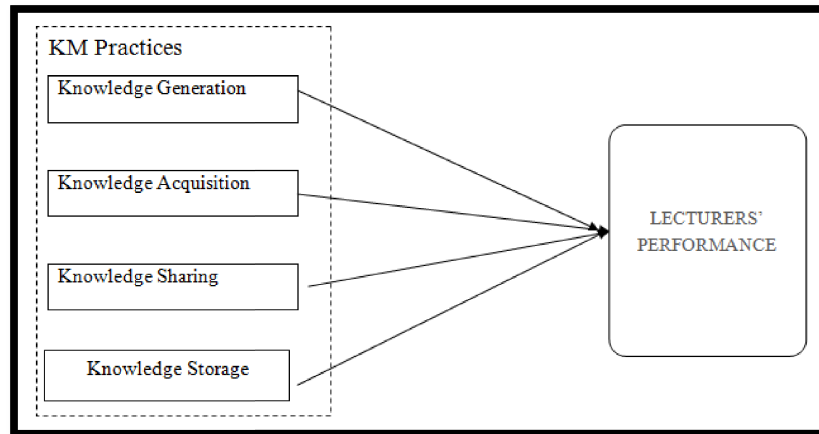 KM Practices
Knowledge Generation
Knowledge Acquisition
Knowledge Sharing
Knowledge Storage
LECTURERS’
PERFORMANCE